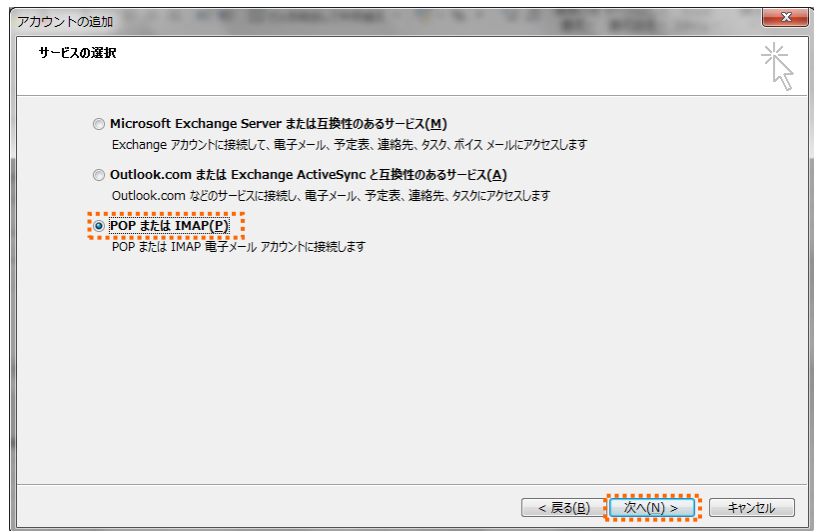 アカウントの追加
サービスの選択
Microsoft Exchange Server または互換性のあるサービス(M)
Exchange アカウントに接続して、電子メール、予定表、連絡先、タスク、ボイス メールにアクセスします
Outlook.com または Exchange ActiveSync と互換性のあるサービス(A)
Outlook.com などのサービスに接続し、電子メール、予定表、連絡先、タスクにアクセスします
POP または IMAP(P)
POP または IMAP 電子メール アカウントに接続します
< 戻る(B) 次へ(N) > キャンセル